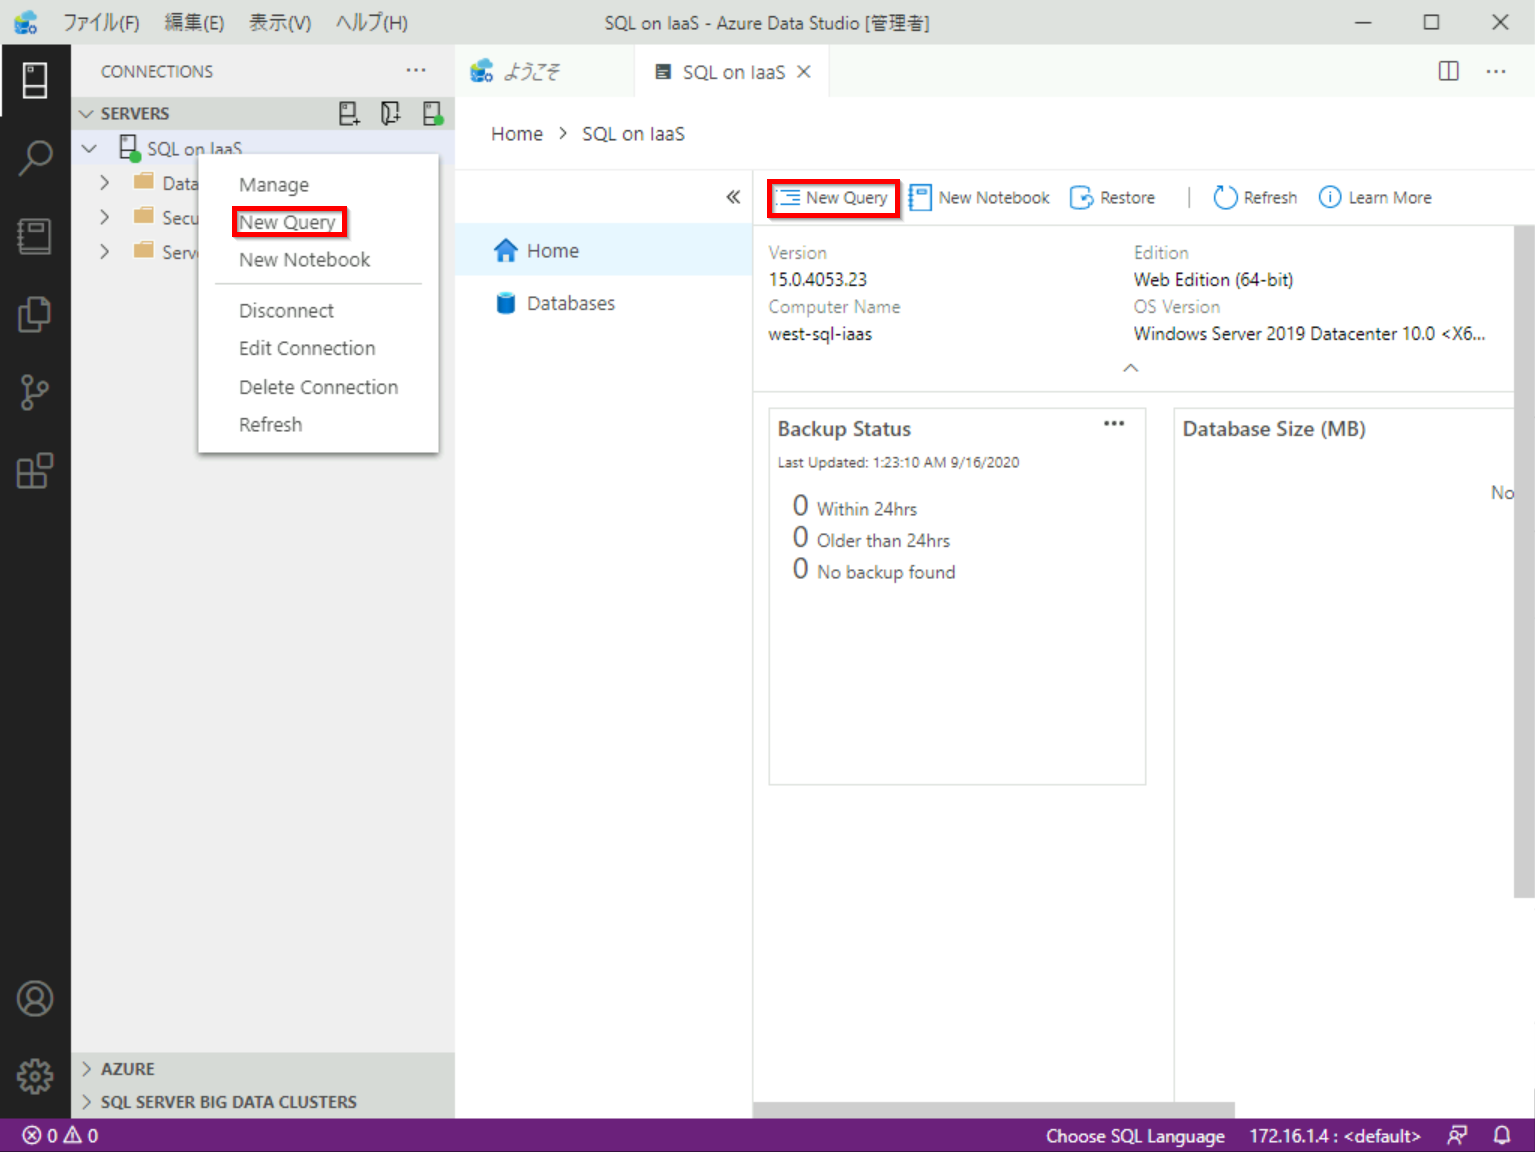 ファイル(F) 編集(E) 表示(V) ヘルプ(H) SQL on IaaS - Azure Data Studio [管理者]
CONNECTIONS
ようこそ
SQL on IaaS
SERVERS
SQL on IaaS
Home > SQL on IaaS
Data
Secu
Serv
Manage
New Query
New Notebook
Disconnect
Edit Connection
Delete Connection
Refresh
Home
Databases
New Query New Notebook Restore | Refresh Learn More
Version
15.0.4053.23
Computer Name
west-sql-iaas
Edition
Web Edition (64-bit)
OS Version
Windows Server 2019 Datacenter 10.0 <X6...
Backup Status
Last Updated: 1:23:10 AM 9/16/2020
0 Within 24hrs
0 Older than 24hrs
0 No backup found
Database Size (MB)
No
AZURE
SQL SERVER BIG DATA CLUSTERS
0 0
Choose SQL Language 172.16.1.4 : <default>